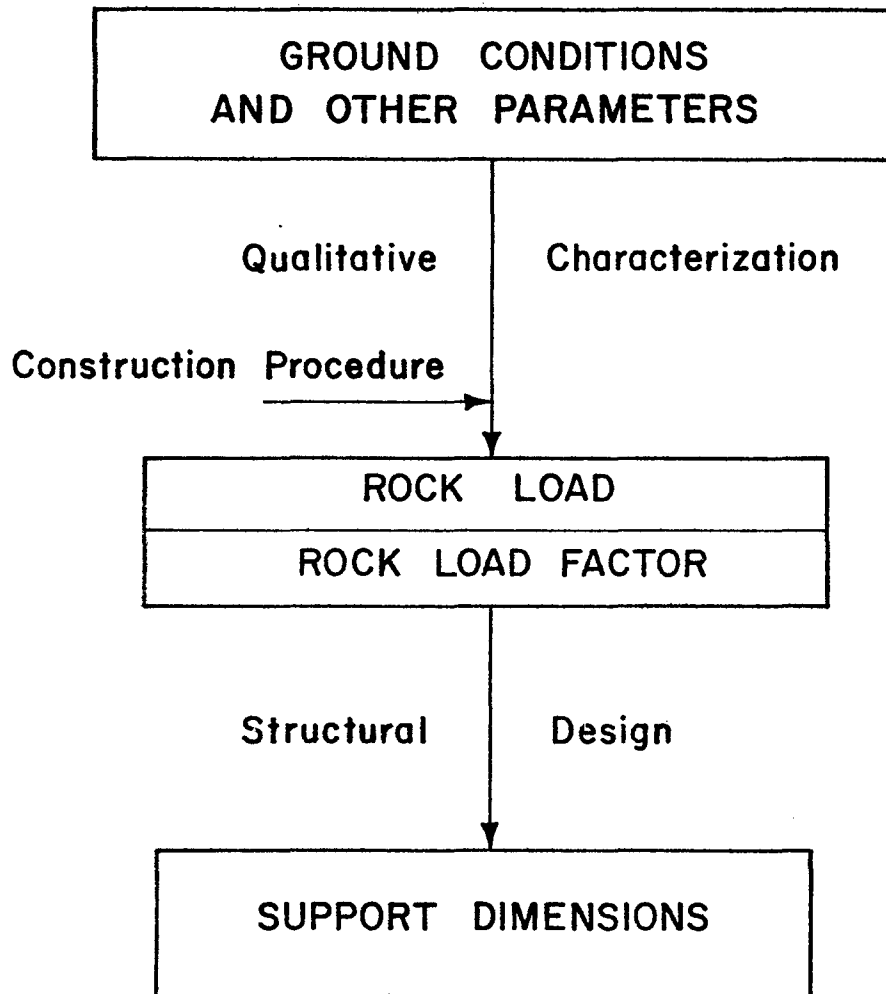 GROUND CONDITIONS
AND OTHER PARAMETERS
Qualitative Characterization
Construction Procedure
ROCK LOAD
ROCK LOAD FACTOR
Structural Design
SUPPORT DIMENSIONS